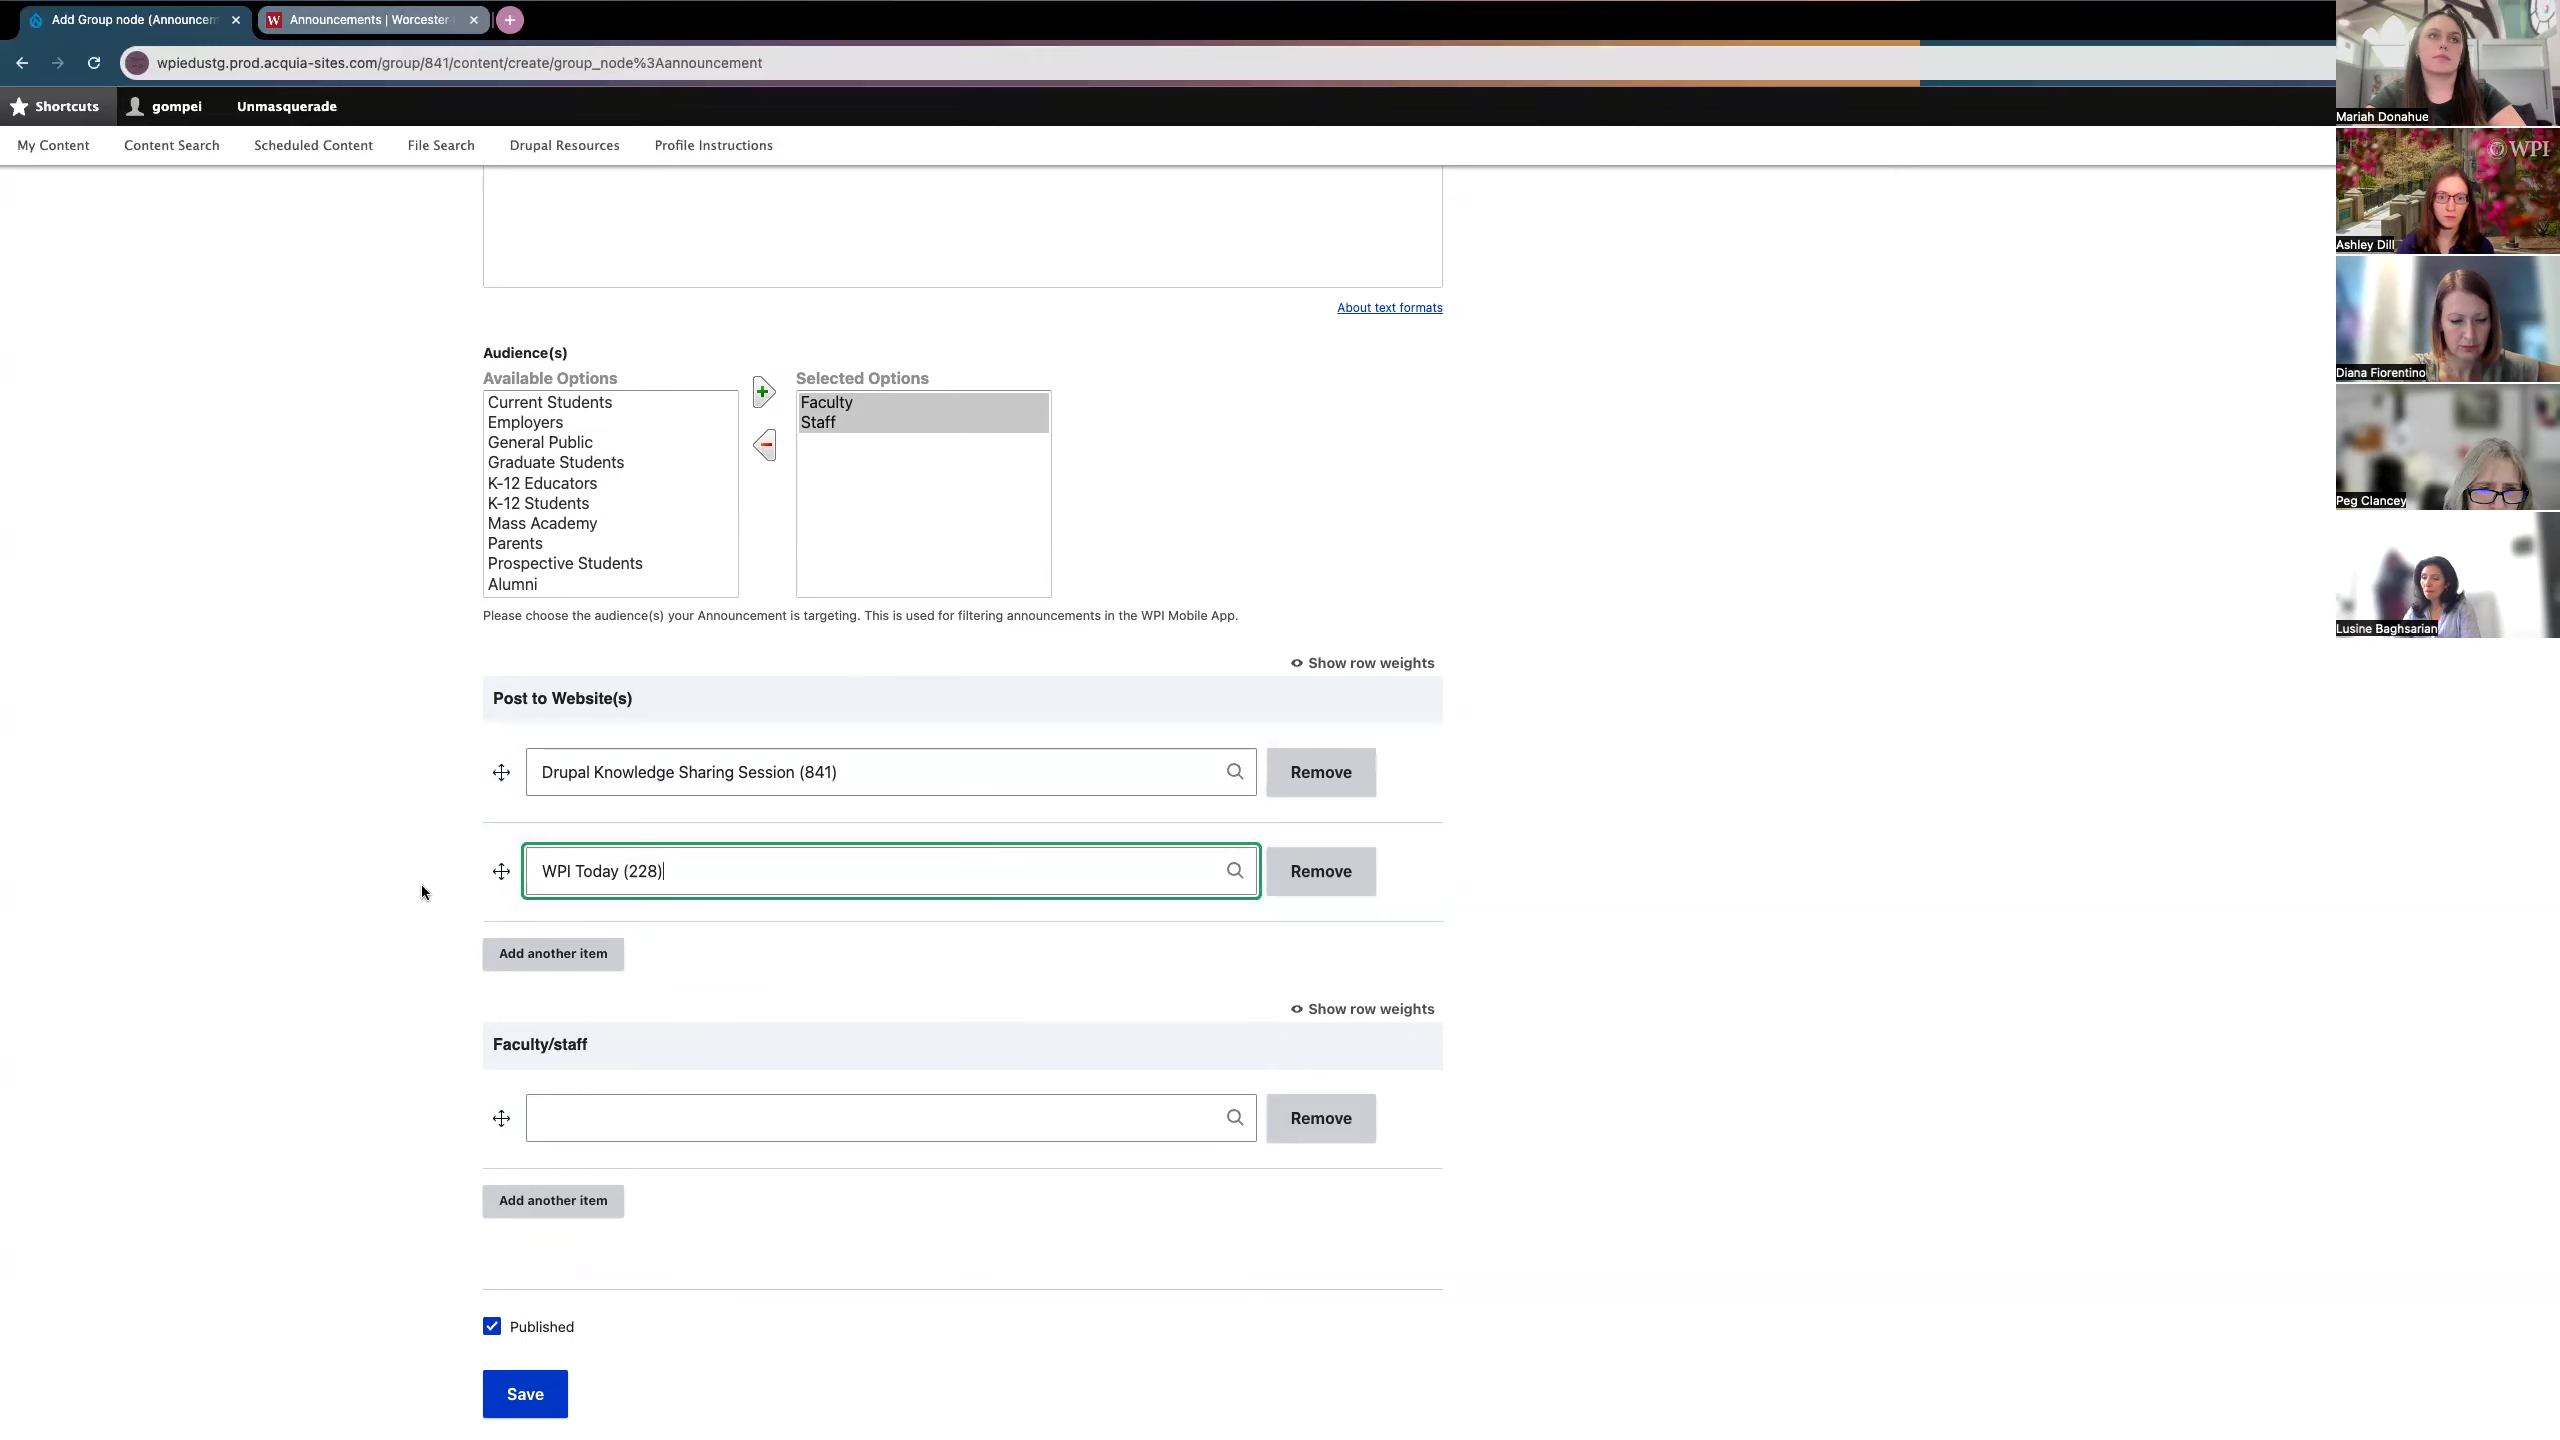 Add Group node (Announcem
Announcements | Worcester
wpiedustg.prod.acquia-sites.com/group/841/content/create/group_node%3Aannouncement
Shortcuts
gompei
Unmasquerade
My Content
Content Search
Scheduled Content
File Search
Drupal Resources
Profile Instructions
About text formats
Audience(s)
Available Options
Current Students
Employers
General Public
Graduate Students
K-12 Educators
K-12 Students
Mass Academy
Parents
Prospective Students
Alumni
Selected Options
Faculty
Staff
Please choose the audience(s) your Announcement is targeting. This is used for filtering announcements in the WPI Mobile App.
Show row weights
Post to Website(s)
Drupal Knowledge Sharing Session (841)
Remove
WPI Today (228)
Remove
Add another item
Show row weights
Faculty/staff
Remove
Add another item
Published
Save
Mariah Donahue
WPI
Ashley Dill
Diana Fiorentino
Peg Clancey
Lusine Baghsarian